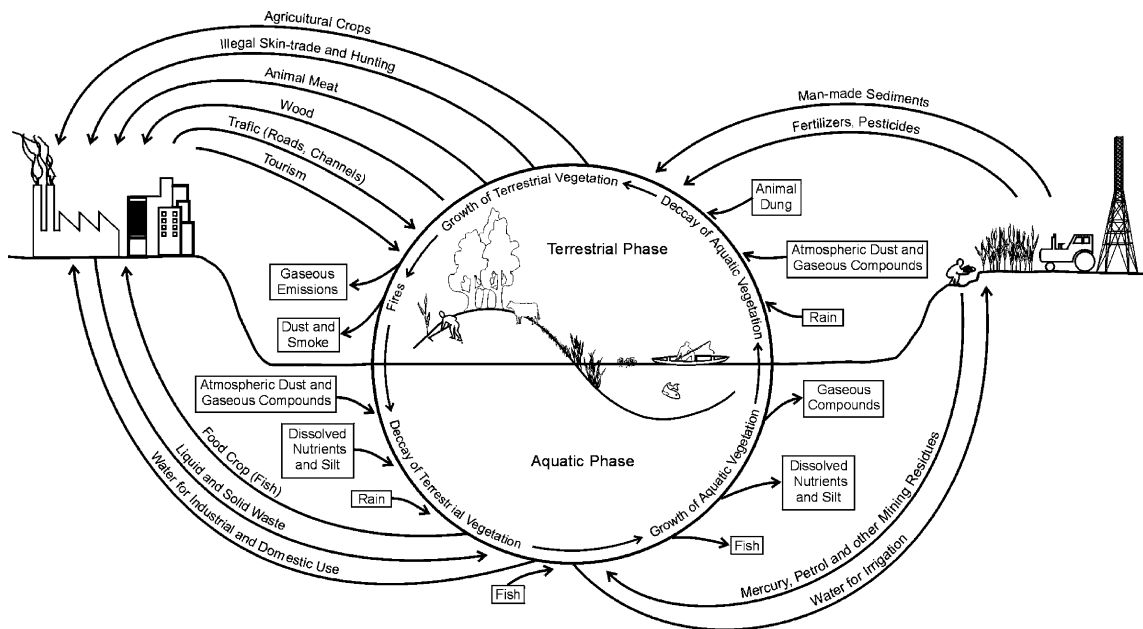 Agricultural Crops
Illegal Skin-trade and Hunting
Animal Meat
Wood
Trafic (Roads, Channels)
Tourism
Man-made Sediments
Fertilizers, Pesticides
Growth of Terrestrial Vegetation
Deccay of Aquatic Vegetation
Animal
Dung
Terrestrial Phase
Atmospheric Dust and
Gaseous Compounds
Gaseous
Emissions
Fires
Rain
Dust and
Smoke
Atmospheric Dust and
Gaseous Compounds
Gaseous
Compounds
Dissolved
Nutrients
and Silt
Aquatic Phase
Dissolved
Nutrients
and Silt
Rain
Deccay of Terrestrial Vegetation
Growth of Aquatic Vegetation
Food Crop (Fish)
Liquid and Solid Waste
Water for Industrial and Domestic Use
Fish
Fish
Mercury, Petrol and other Mining Residues
Water for Irrigation